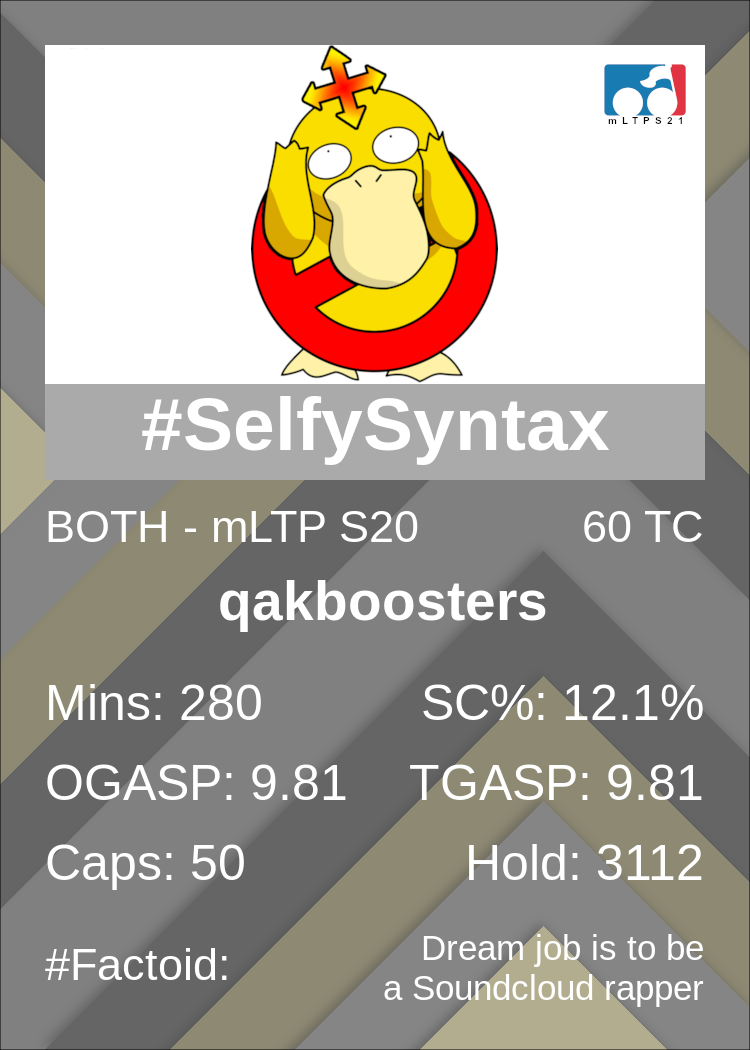 mLTPS21
#SelfySyntax
BOTH - mLTP S20 60 TC
qakboosters
Mins: 280 SC%: 12.1%
OGASP: 9.81 TGASP: 9.81
Caps: 50 Hold: 3112
#Factoid: Dream job is to be
a Soundcloud rapper